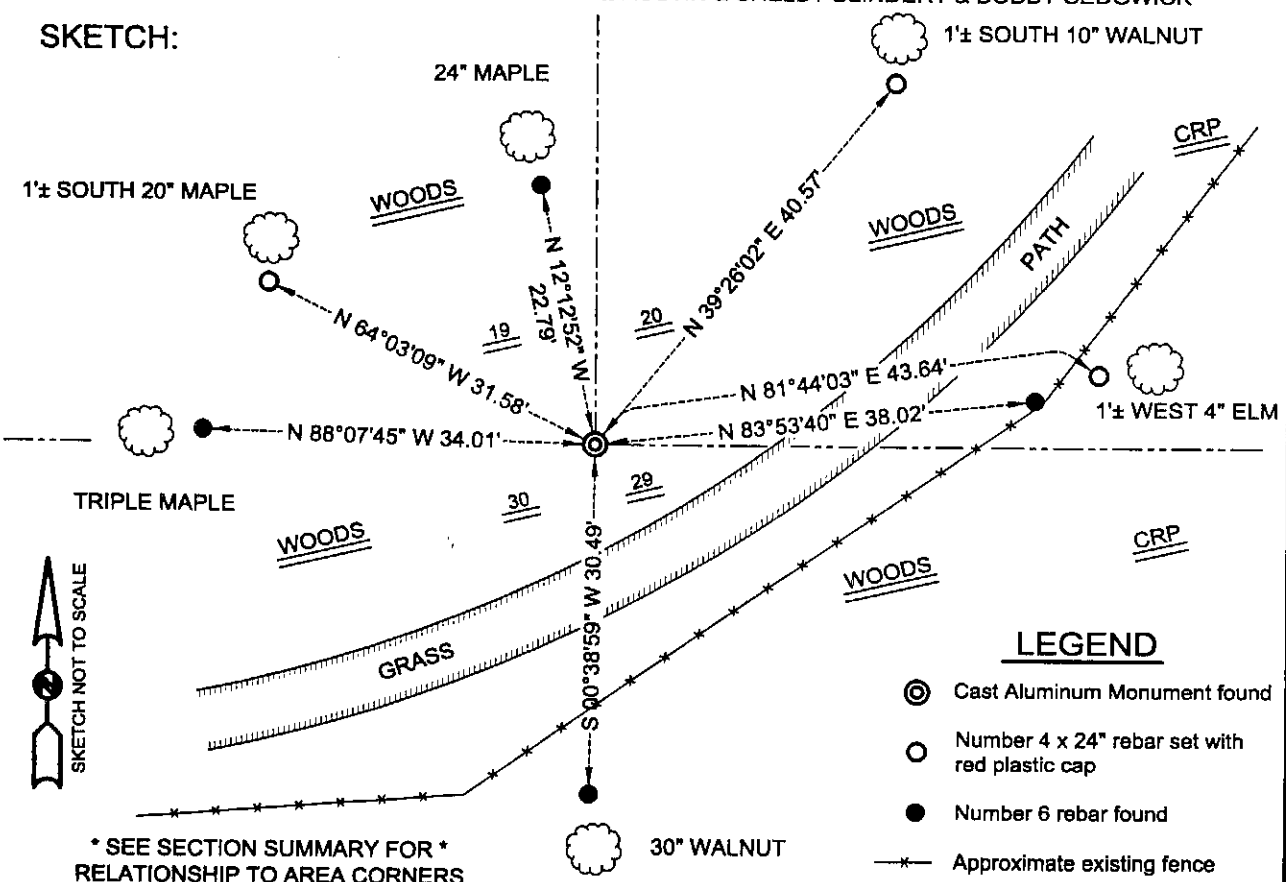 SKETCH:
1'± SOUTH 10" WALNUT
24" MAPLE
CRP
1'± SOUTH 20" MAPLE
WOODS
WOODS
PATH
N 39°26'02" E 40.57'
N 12°12'52" W
22.79'
19
20
N 64°03'09" W 31.58'
N 81°44'03" E 43.64'
N 83°53'40" E 38.02'
1'± WEST 4" ELM
N 88°07'45" W 34.01'
TRIPLE MAPLE
30
29
WOODS
S 00°38'59" W 30.49'
CRP
WOODS
GRASS
N
SKETCH NOT TO SCALE
LEGEND
Cast Aluminum Monument found
Number 4 x 24" rebar set with
red plastic cap
Number 6 rebar found
Approximate existing fence
30" WALNUT
* SEE SECTION SUMMARY FOR *
RELATIONSHIP TO AREA CORNERS